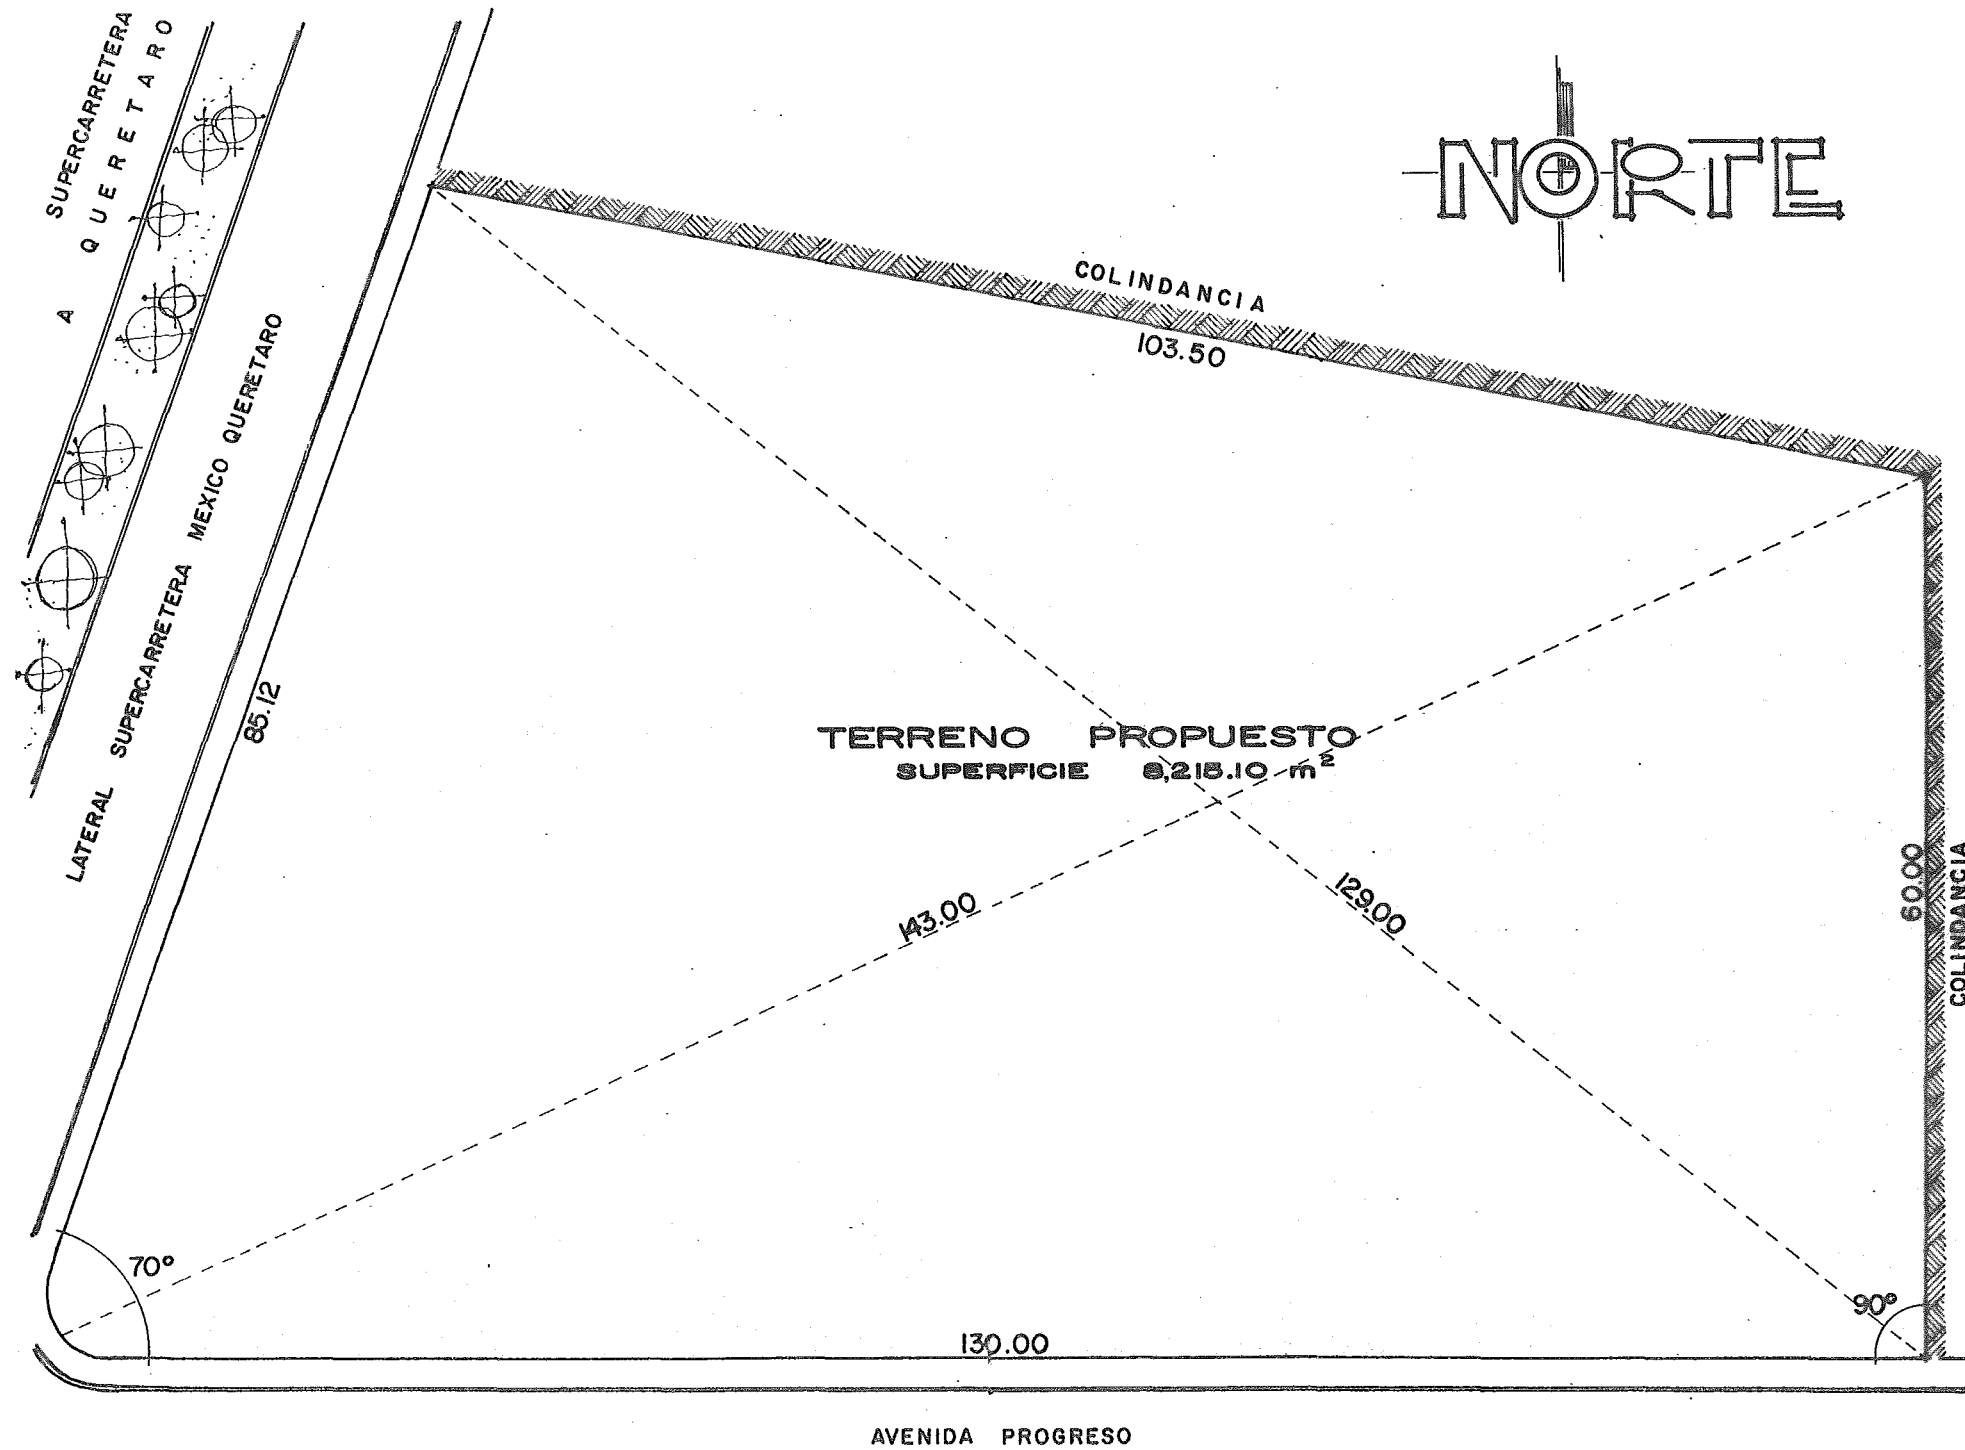 SUPERCARRETERA
A QUERETARO
NORTE
COLINDANCIA
103.50
LATERAL SUPERCARRETERA MEXICO QUERETARO
85.12
TERRENO PROPUESTO
SUPERFICIE 8,215.10 m²
143.00
129.00
60.00
COLINDANCIA
70°
90°
130.00
AVENIDA PROGRESO